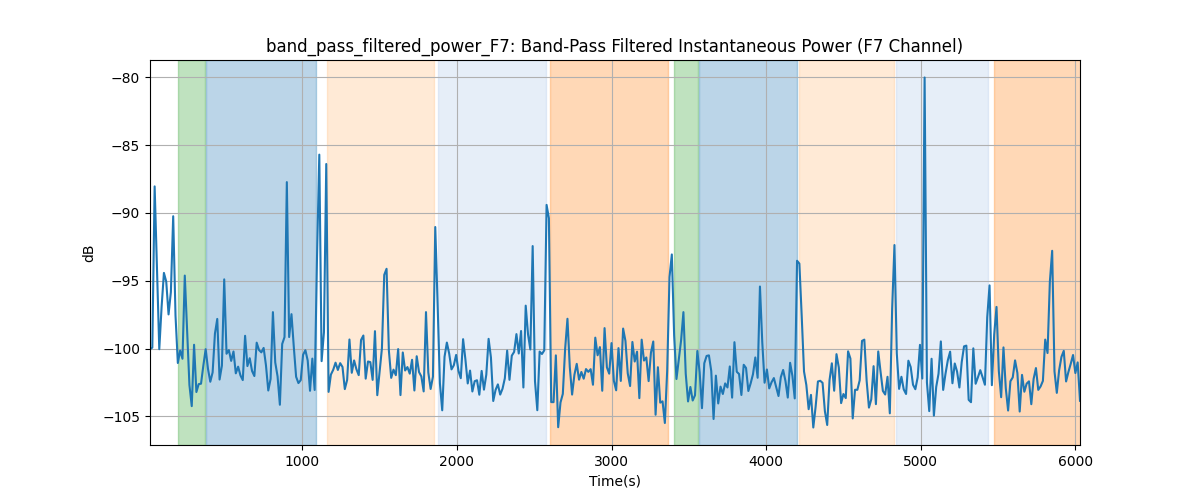 band_pass_filtered_power_F7: Band-Pass Filtered Instantaneous Power (F7 Channel)
−80
−85
−90
−95
−100
−105
dB
1000 2000 3000 4000 5000 6000
Time(s)